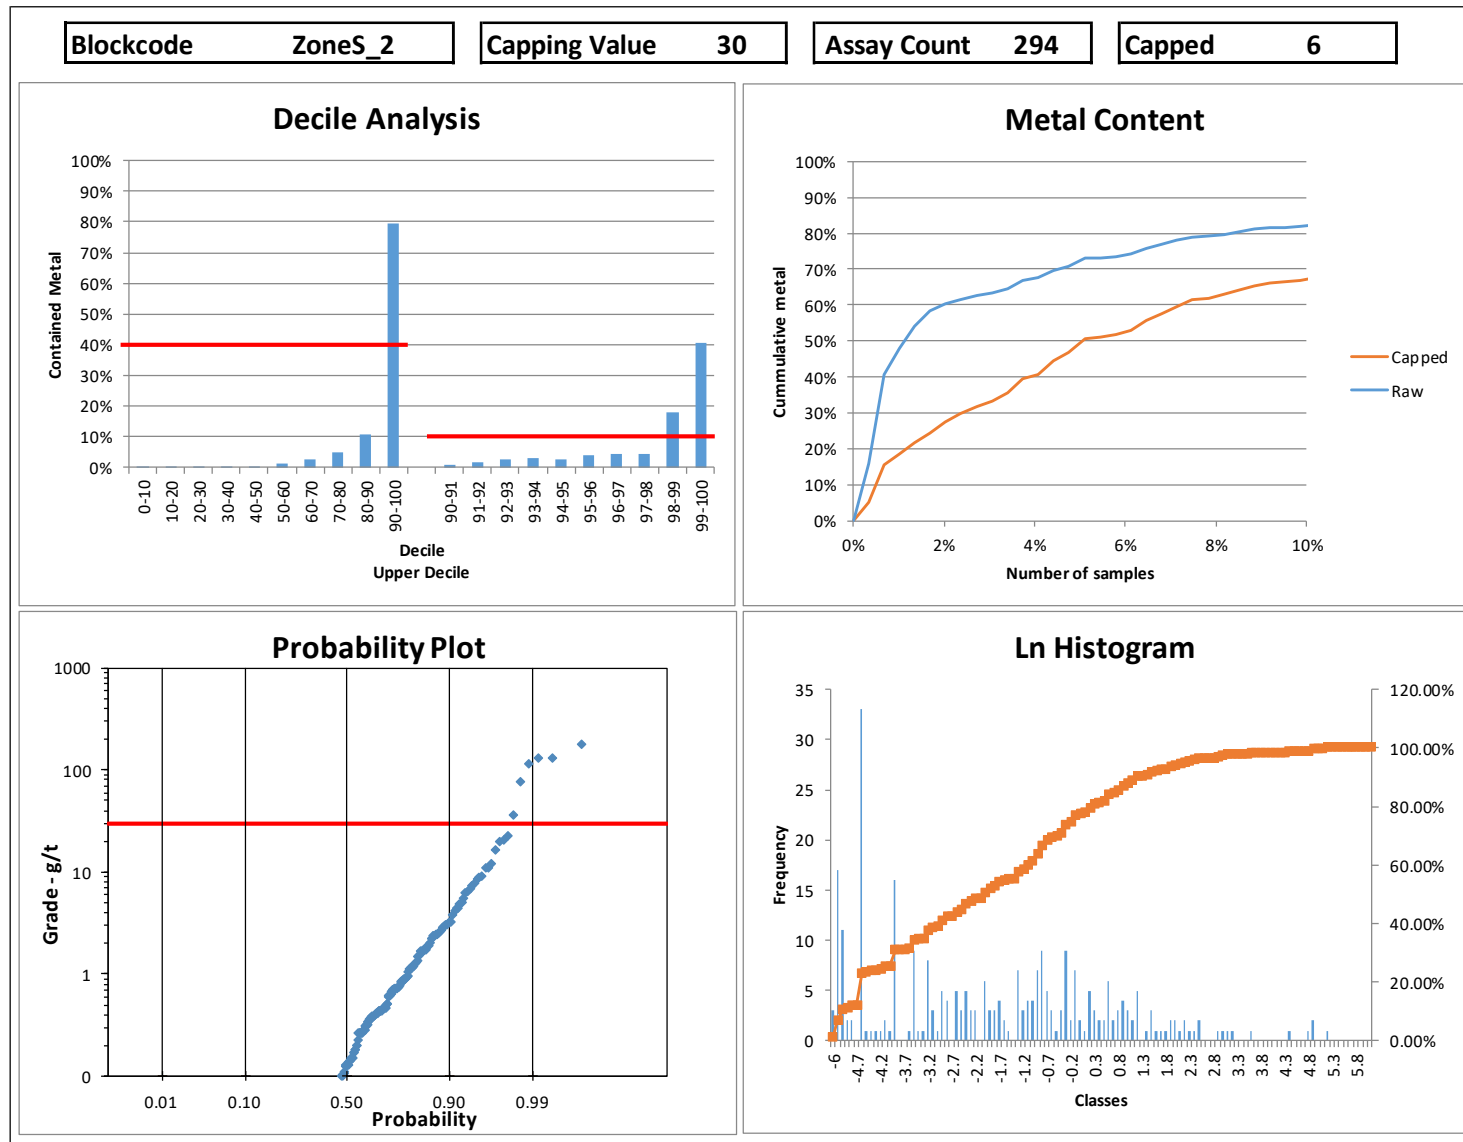 Blockcode ZoneS_2 Capping Value 30 Assay Count 294 Capped 6
Decile Analysis
100%
90%
80%
70%
60%
50%
40%
30%
20%
10%
0%
Contained Metal
0-10 10-20 20-30 30-40 40-50 50-60 60-70 70-80 80-90 90-100 90-91 91-92 92-93 93-94 94-95 95-96 96-97 97-98 98-99 99-100
Decile
Upper Decile
Metal Content
100%
90%
80%
70%
60%
50%
40%
30%
20%
10%
0%
Cummulative metal
0% 2% 4% 6% 8% 10%
Number of samples
Capped
Raw
Probability Plot
1000
100
10
1
0
Grade - g/t
0.01 0.10 0.50 0.90 0.99
Probability
Ln Histogram
35
30
25
20
15
10
5
0
Frequency
120.00%
100.00%
80.00%
60.00%
40.00%
20.00%
0.00%
-6 -4.7 -4.2 -3.7 -3.2 -2.7 -2.2 -1.7 -1.2 -0.7 -0.2 0.3 0.8 1.3 1.8 2.3 2.8 3.3 3.8 4.3 4.8 5.3 5.8
Classes